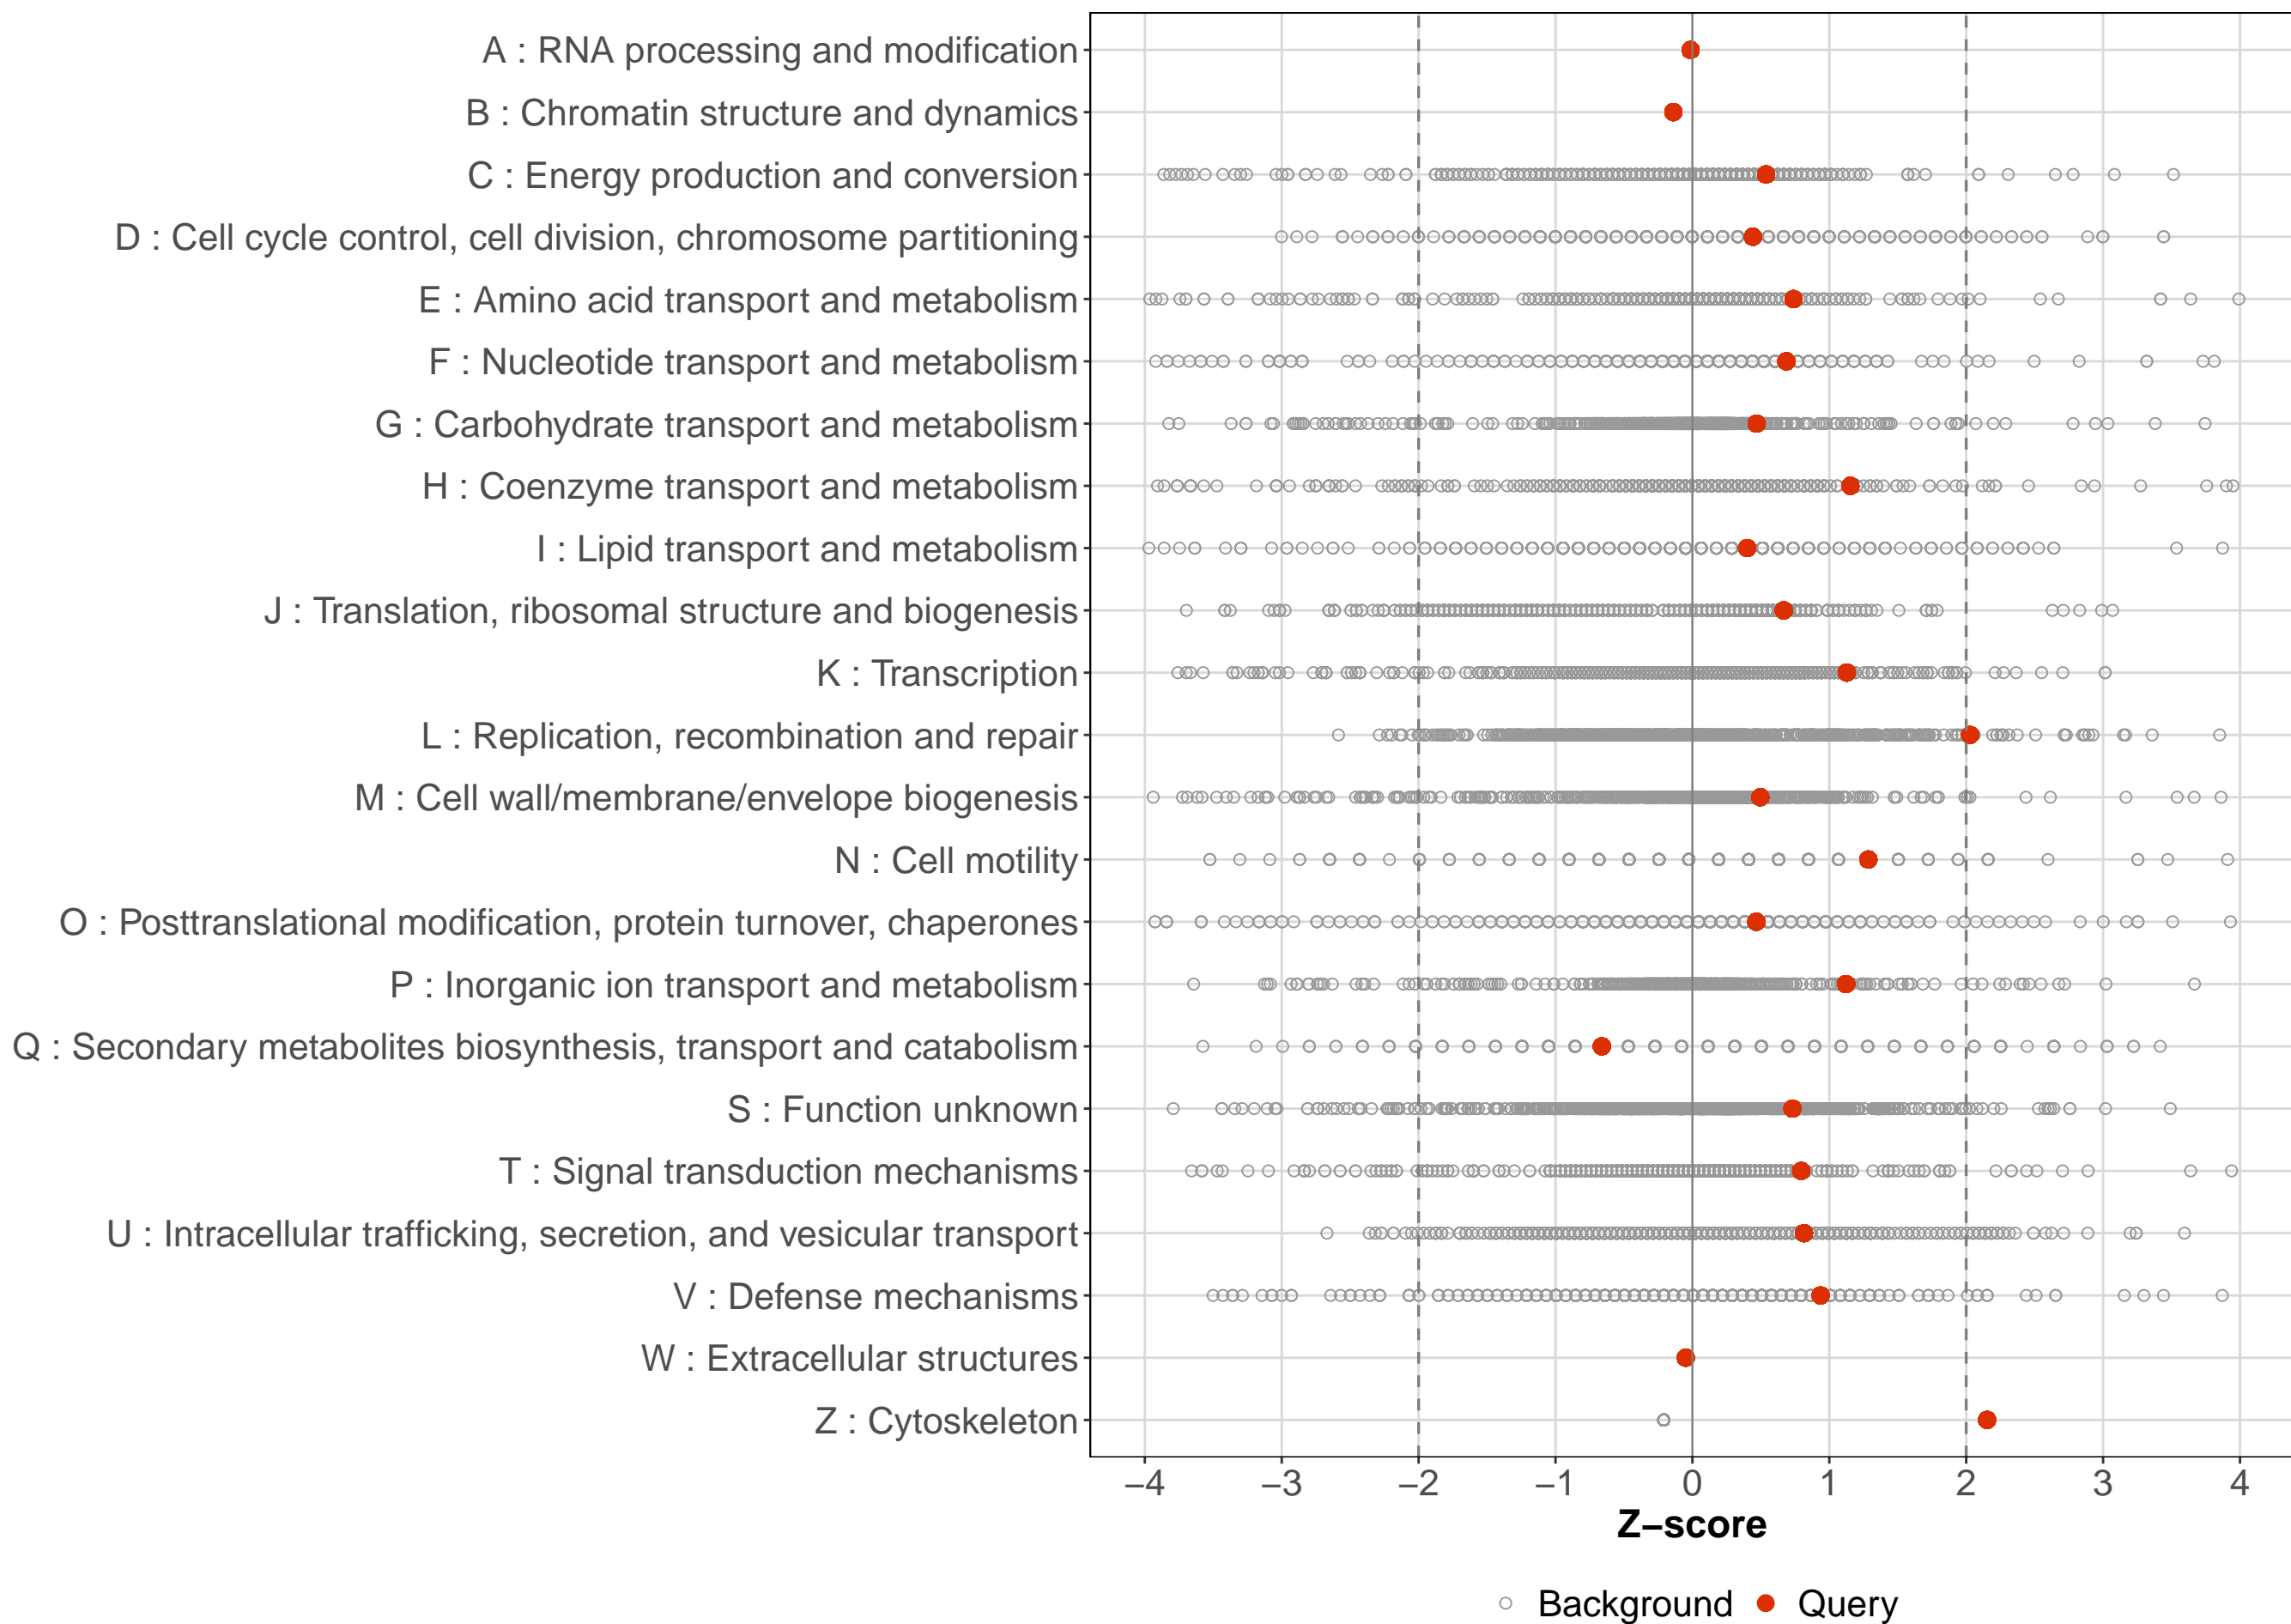 A : RNA processing and modification
B : Chromatin structure and dynamics
C : Energy production and conversion
D : Cell cycle control, cell division, chromosome partitioning
E : Amino acid transport and metabolism
F : Nucleotide transport and metabolism
G : Carbohydrate transport and metabolism
H : Coenzyme transport and metabolism
I : Lipid transport and metabolism
J : Translation, ribosomal structure and biogenesis
K : Transcription
L : Replication, recombination and repair
M : Cell wall/membrane/envelope biogenesis
N : Cell motility
O : Posttranslational modification, protein turnover, chaperones
P : Inorganic ion transport and metabolism
Q : Secondary metabolites biosynthesis, transport and catabolism
S : Function unknown
T : Signal transduction mechanisms
U : Intracellular trafficking, secretion, and vesicular transport
V : Defense mechanisms
W : Extracellular structures
Z : Cytoskeleton
−4 −3 −2 −1 0 1 2 3 4
Z−score
Background Query